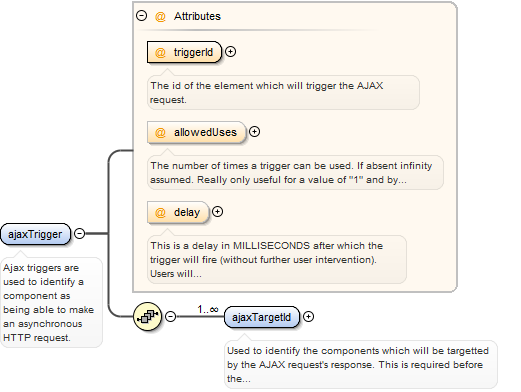 Attributes
@ triggerId
The id of the element which will trigger the AJAX
request.
@ allowedUses
The number of times a trigger can be used. If absent infinity
assumed. Really only useful for a value of "1" and by...
@ delay
This is a delay in MILLISECONDS after which the
trigger will fire (without further user intervention).
Users will...
ajaxTrigger
Ajax triggers are
used to identify a
component as
being able to make
an asynchronous
HTTP request.
1..∞
ajaxTargetId
Used to identify the components which will be targetted
by the AJAX request's response. This is required before
the...